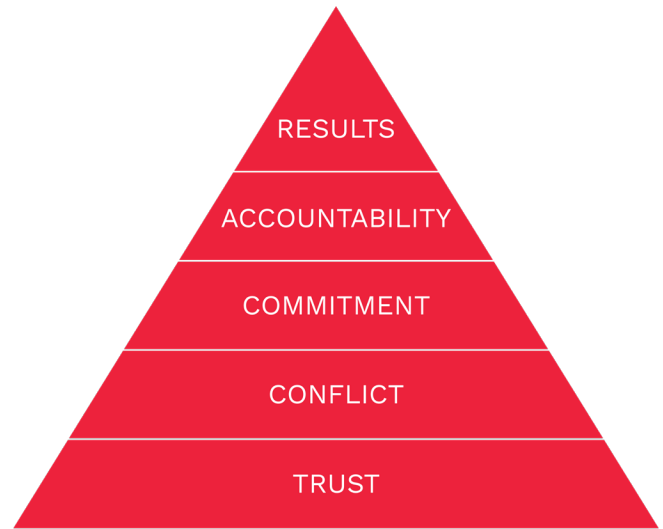 RESULTS
ACCOUNTABILITY
COMMITMENT
CONFLICT
TRUST